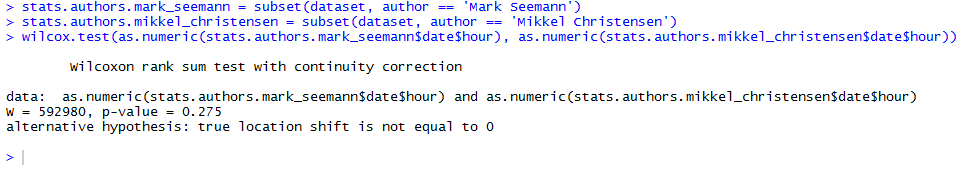 > stats.authors.mark_seemann = subset(dataset, author == 'Mark Seemann')
> stats.authors.mikkel_christensen = subset(dataset, author == 'Mikkel Christensen')
> wilcox.test(as.numeric(stats.authors.mark_seemann$date$hour), as.numeric(stats.authors.mikkel_christensen$date$hour))
Wilcoxon rank sum test with continuity correction
data:  as.numeric(stats.authors.mark_seemann$date$hour) and as.numeric(stats.authors.mikkel_christensen$date$hour)
W = 592980, p-value = 0.275
alternative hypothesis: true location shift is not equal to 0
>